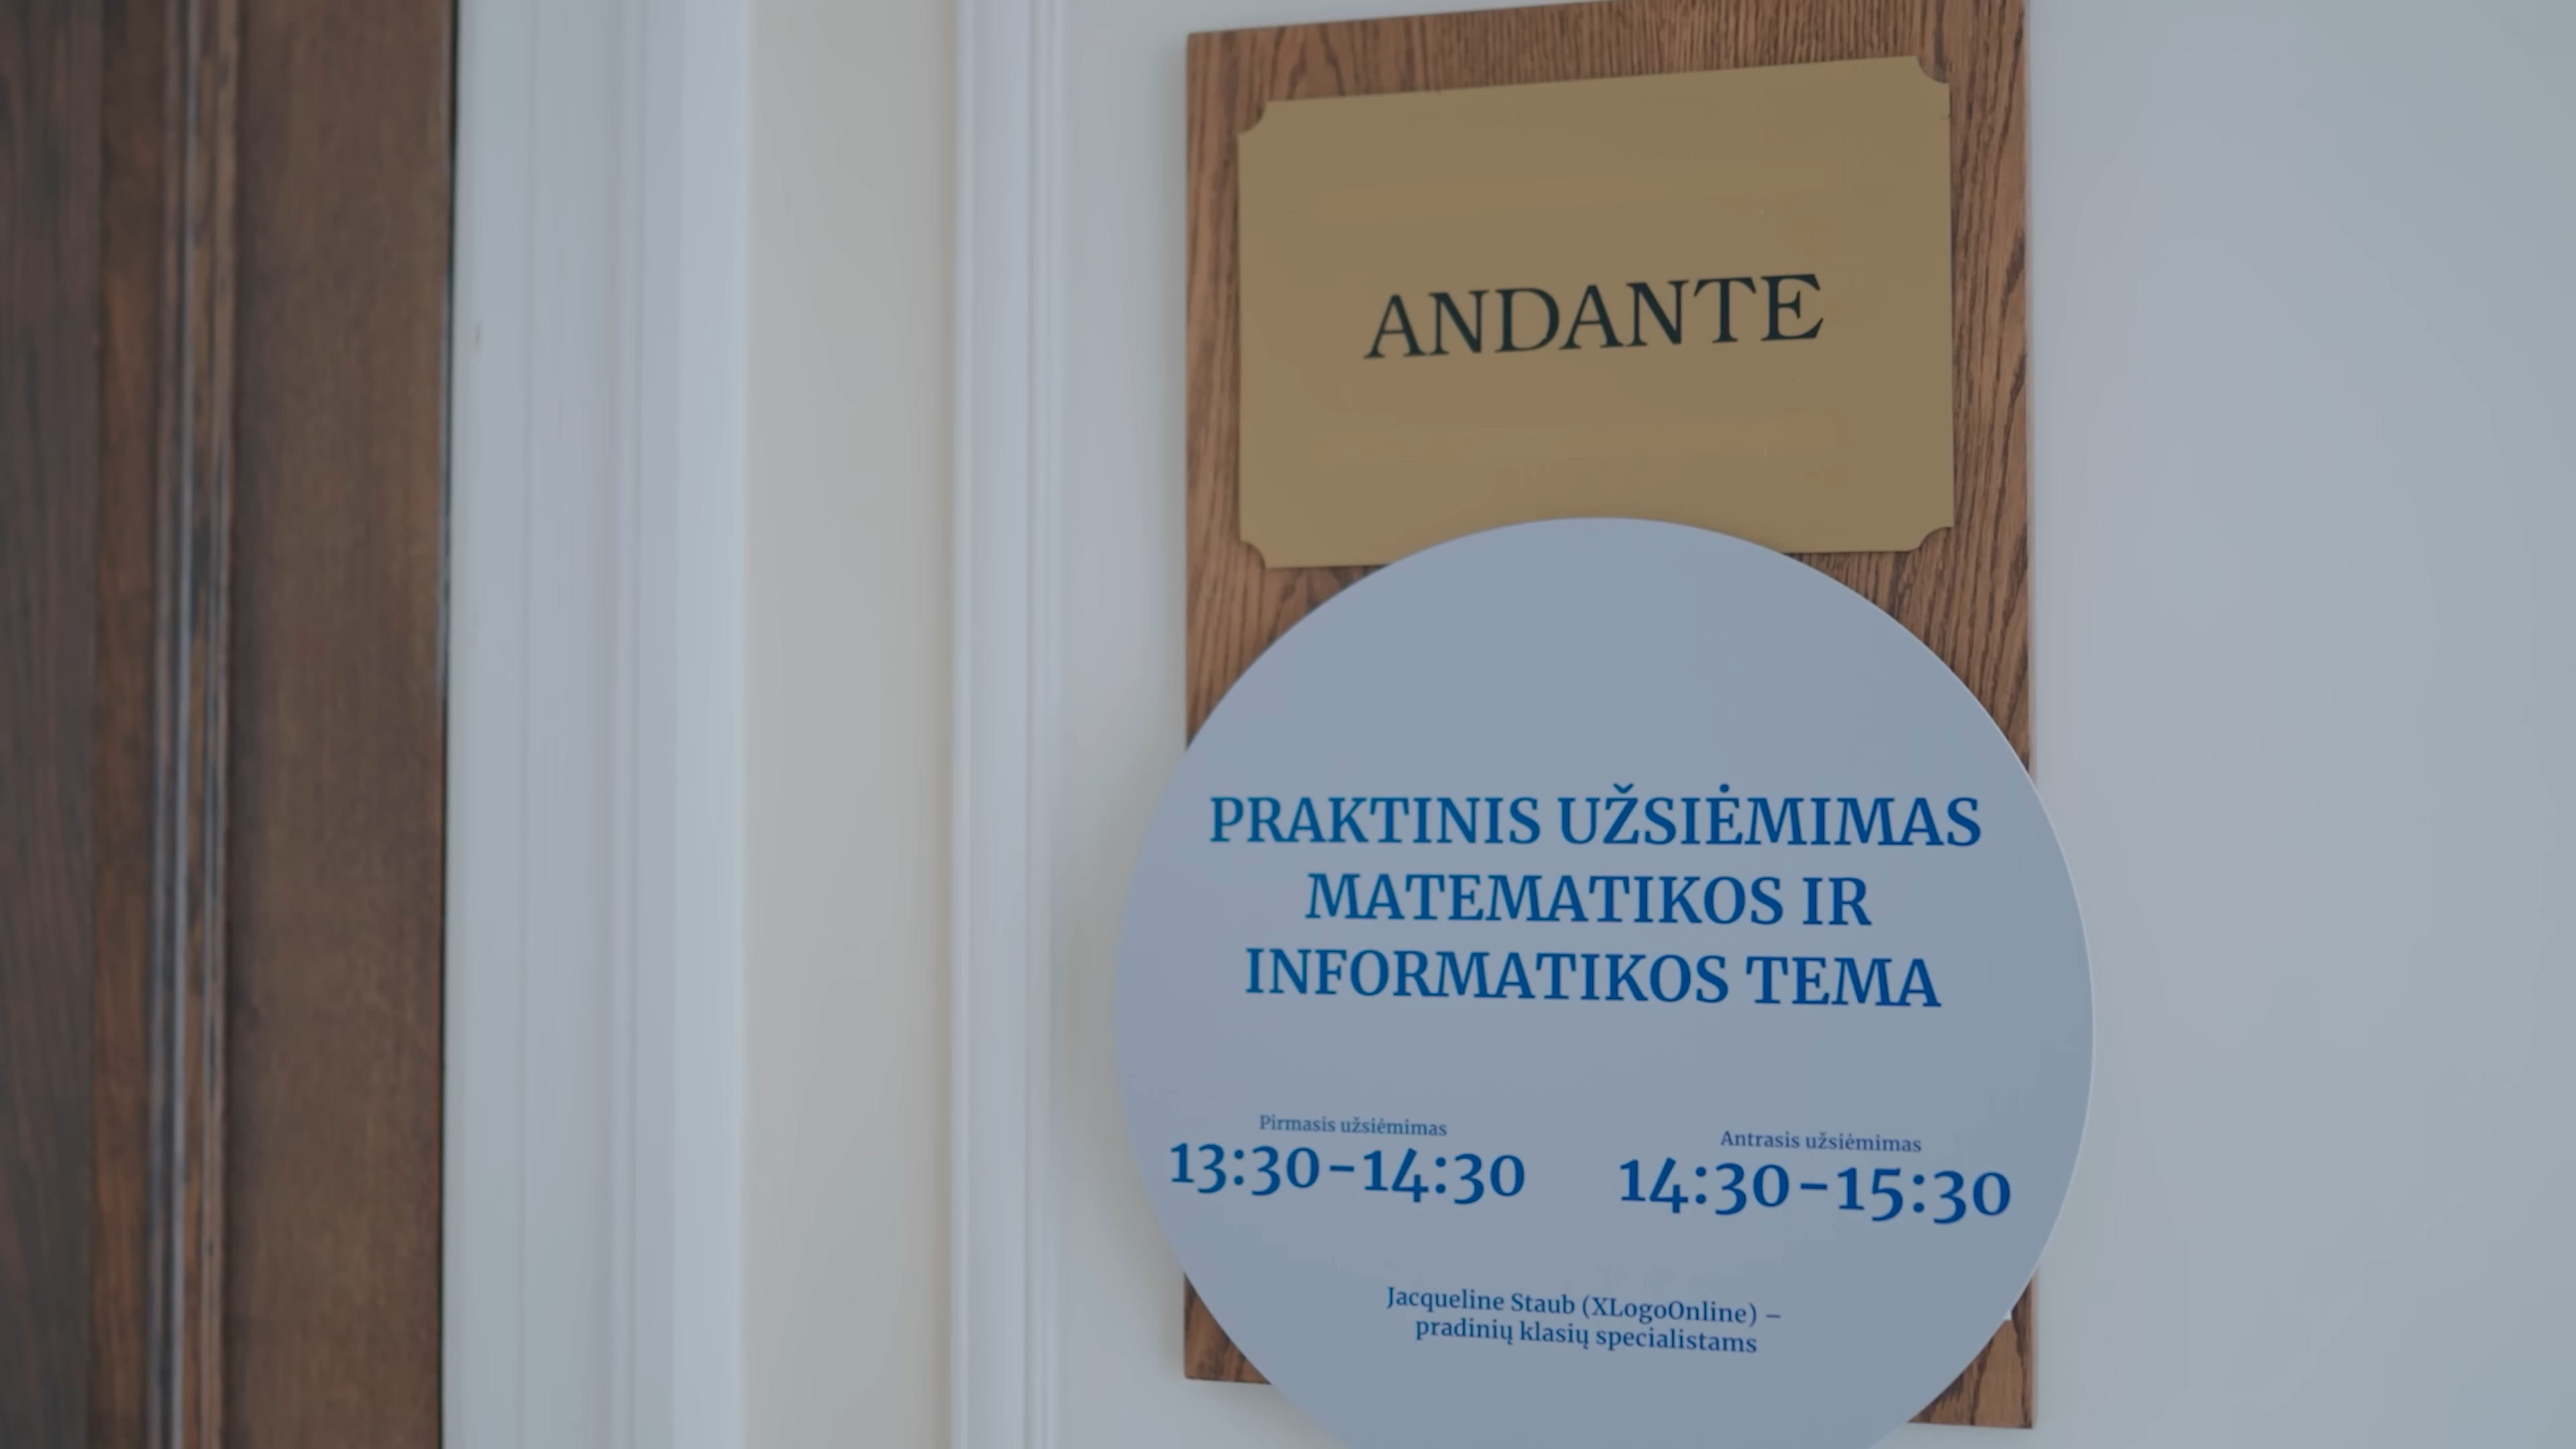 ANDANTE
PRAKTINIS UŽSIĖMIMAS
MATEMATIKOS IR
INFORMATIKOS TEMA
Pirmasis užsiėmimas
13:30-14:30
Antrasis užsiėmimas
14:30-15:30
Jacqueline Staub (XLogoOnline) –
pradinių klasių specialistams